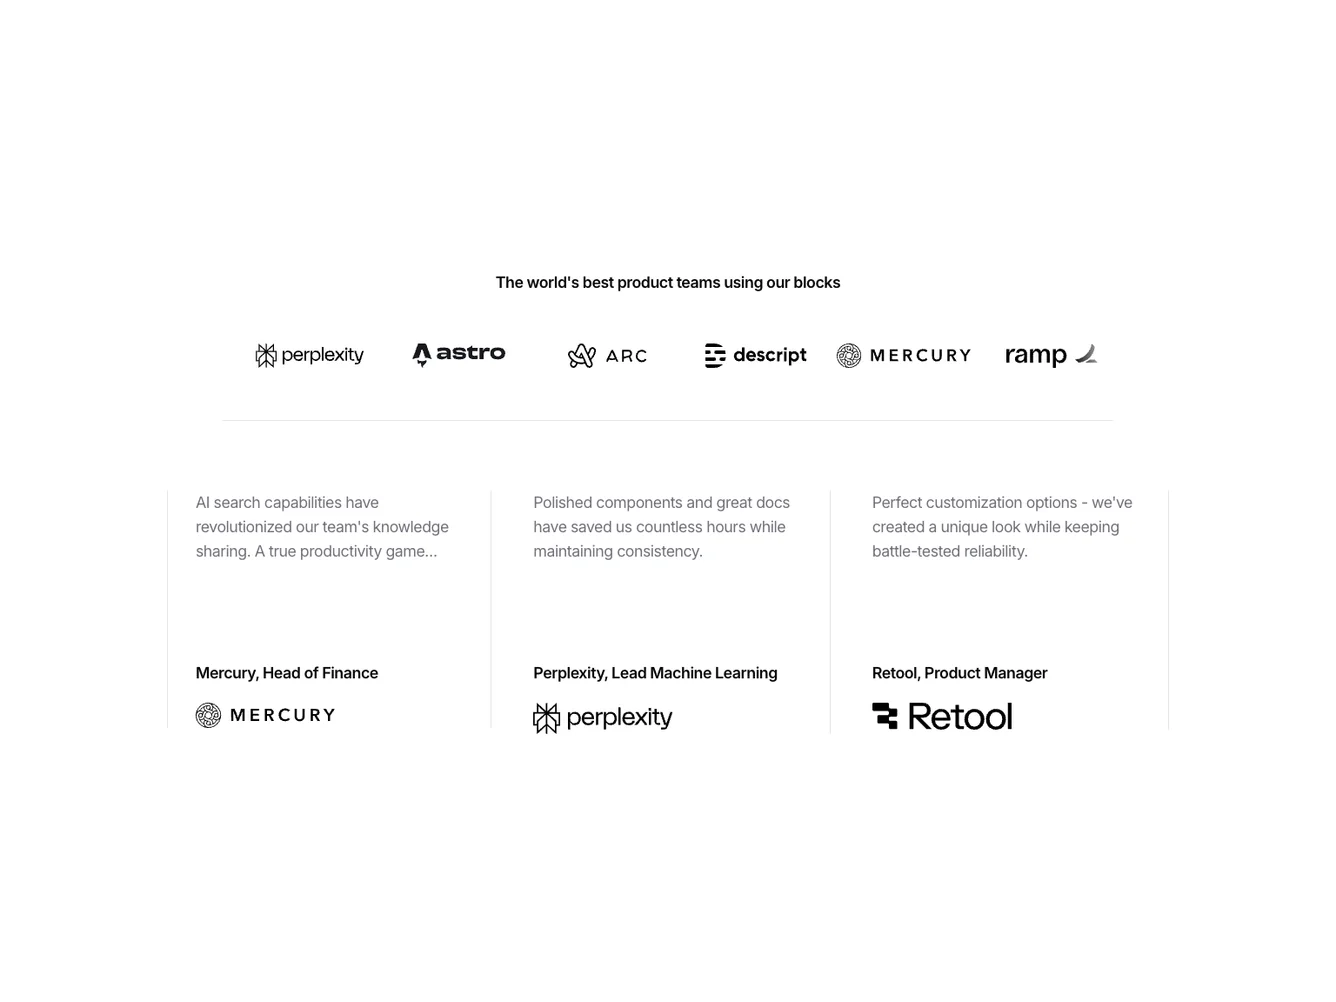 The world's best product teams using our blocks
perplexity
astro
ARC
descript
MERCURY
ramp
AI search capabilities have
revolutionized our team's knowledge
sharing. A true productivity game...
Mercury, Head of Finance
MERCURY
Polished components and great docs
have saved us countless hours while
maintaining consistency.
Perplexity, Lead Machine Learning
perplexity
Perfect customization options - we've
created a unique look while keeping
battle-tested reliability.
Retool, Product Manager
Retool